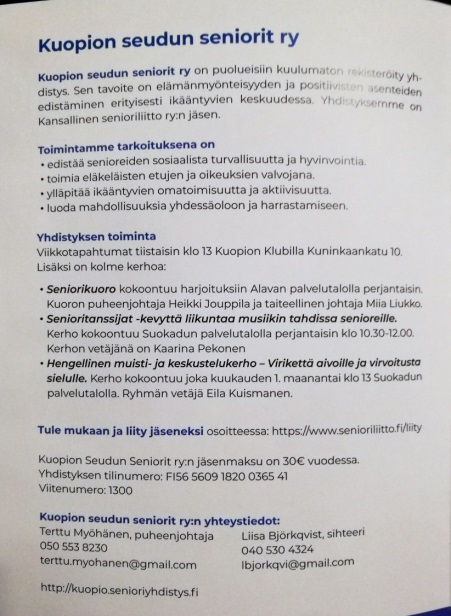 Kuopion seudun seniorit ry
Kuopion seudun seniorit ry on puolueisiin kuulumaton rekisteröity yh-
distys. Sen tavoite on elämänmyönteisyyden ja positiivisten asenteiden
edistäminen erityisesti ikääntyvien keskuudessa. Yhdistyksemme on
Kansallinen senioriliitto ry:n jäsen.
Toimintamme tarkoituksena on
• edistää senioreiden sosiaalista turvallisuutta ja hyvinvointia.
• toimia eläkeläisten etujen ja oikeuksien valvojana.
• ylläpitää ikääntyvien omatoimisuutta ja aktiivisuutta.
• luoda mahdollisuuksia yhdessäoloon ja harrastamiseen.
Yhdistyksen toiminta
Viikkotapahtumat tiistaisin klo 13 Kuopion Klubilla Kuninkaankatu 10.
Lisäksi on kolme kerhoa:
• Seniorikuoro kokoontuu harjoituksiin Alavan palvelutalolla perjantaisin.
Kuoron puheenjohtaja Heikki Jouppila ja taiteellinen johtaja Miia Liukko.
• Senioritanssijat -kevyttä liikuntaa musiikin tahdissa senioreille.
Kerho kokoontuu Suokadun palvelutalolla perjantaisin klo 10.30-12.00.
Kerhon vetäjänä on Kaarina Pekonen
• Hengellinen muisti- ja keskustelukerho – Virikettä aivoille ja virvoitusta
sielulle. Kerho kokoontuu joka kuukauden 1. maanantai klo 13 Suokadun
palvelutalolla. Ryhmän vetäjä Eila Kuismanen.
Tule mukaan ja liity jäseneksi osoitteessa: https://www.senioriliitto.fi/liity
Kuopion Seudun Seniorit ry:n jäsenmaksu on 30€ vuodessa.
Yhdistyksen tilinumero: FI56 5609 1820 0365 41
Viitenumero: 1300
Kuopion seudun seniorit ry:n yhteystiedot:
Terttu Myöhänen, puheenjohtaja
050 553 8230
terttu.myohanen@gmail.com
Liisa Björkqvist, sihteeri
040 530 4324
lbjorkqvi@gmail.com
http://kuopio.senioriyhdistys.fi